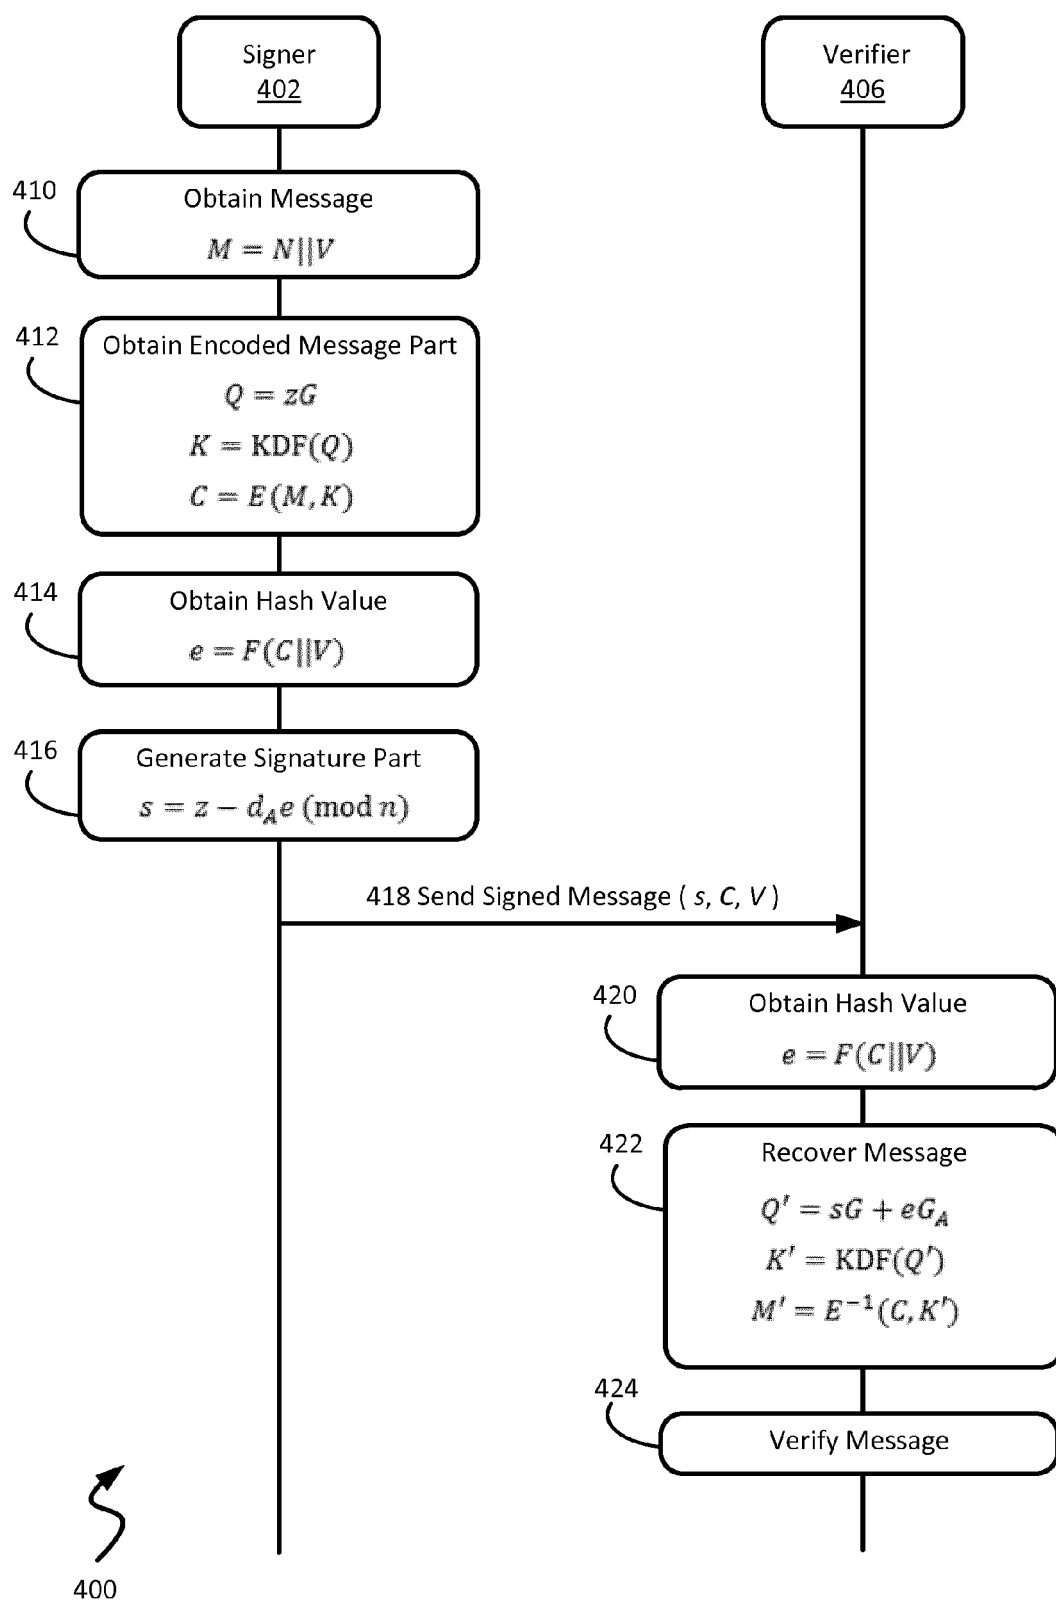 Signer
402
Verifier
406
410
Obtain Message
M = N||V
412
Obtain Encoded Message Part
Q = zG
K = KDF(Q)
C = E(M, K)
414
Obtain Hash Value
e = F(C||V)
416
Generate Signature Part
s = z − d_A e (mod n)
418 Send Signed Message ( s, C, V )
420
Obtain Hash Value
e = F(C||V)
422
Recover Message
Q′ = sG + eG_A
K′ = KDF(Q′)
M′ = E⁻¹(C, K′)
424
Verify Message
400